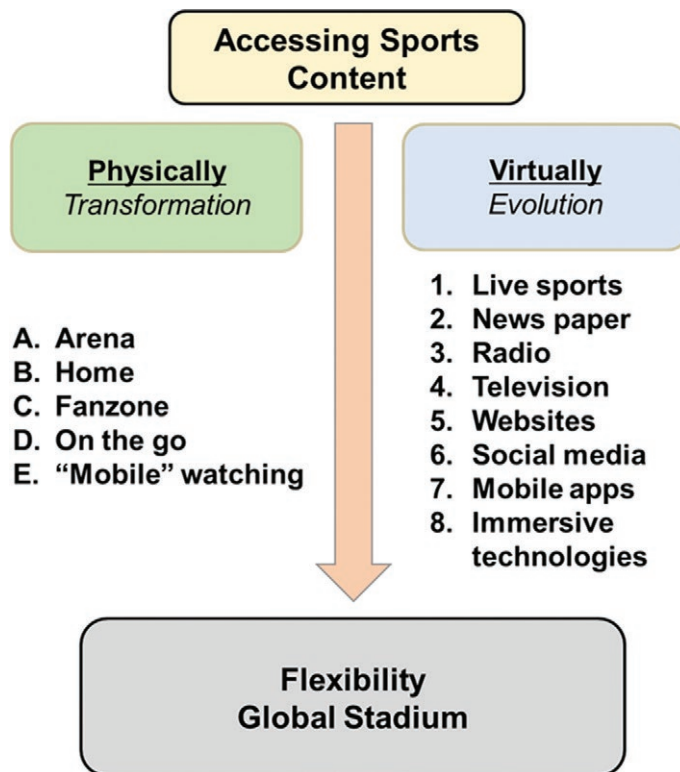 Accessing Sports
Content
Physically
Transformation
A. Arena
B. Home
C. Fanzone
D. On the go
E. “Mobile” watching
Virtually
Evolution
1. Live sports
2. News paper
3. Radio
4. Television
5. Websites
6. Social media
7. Mobile apps
8. Immersive
technologies
Flexibility
Global Stadium